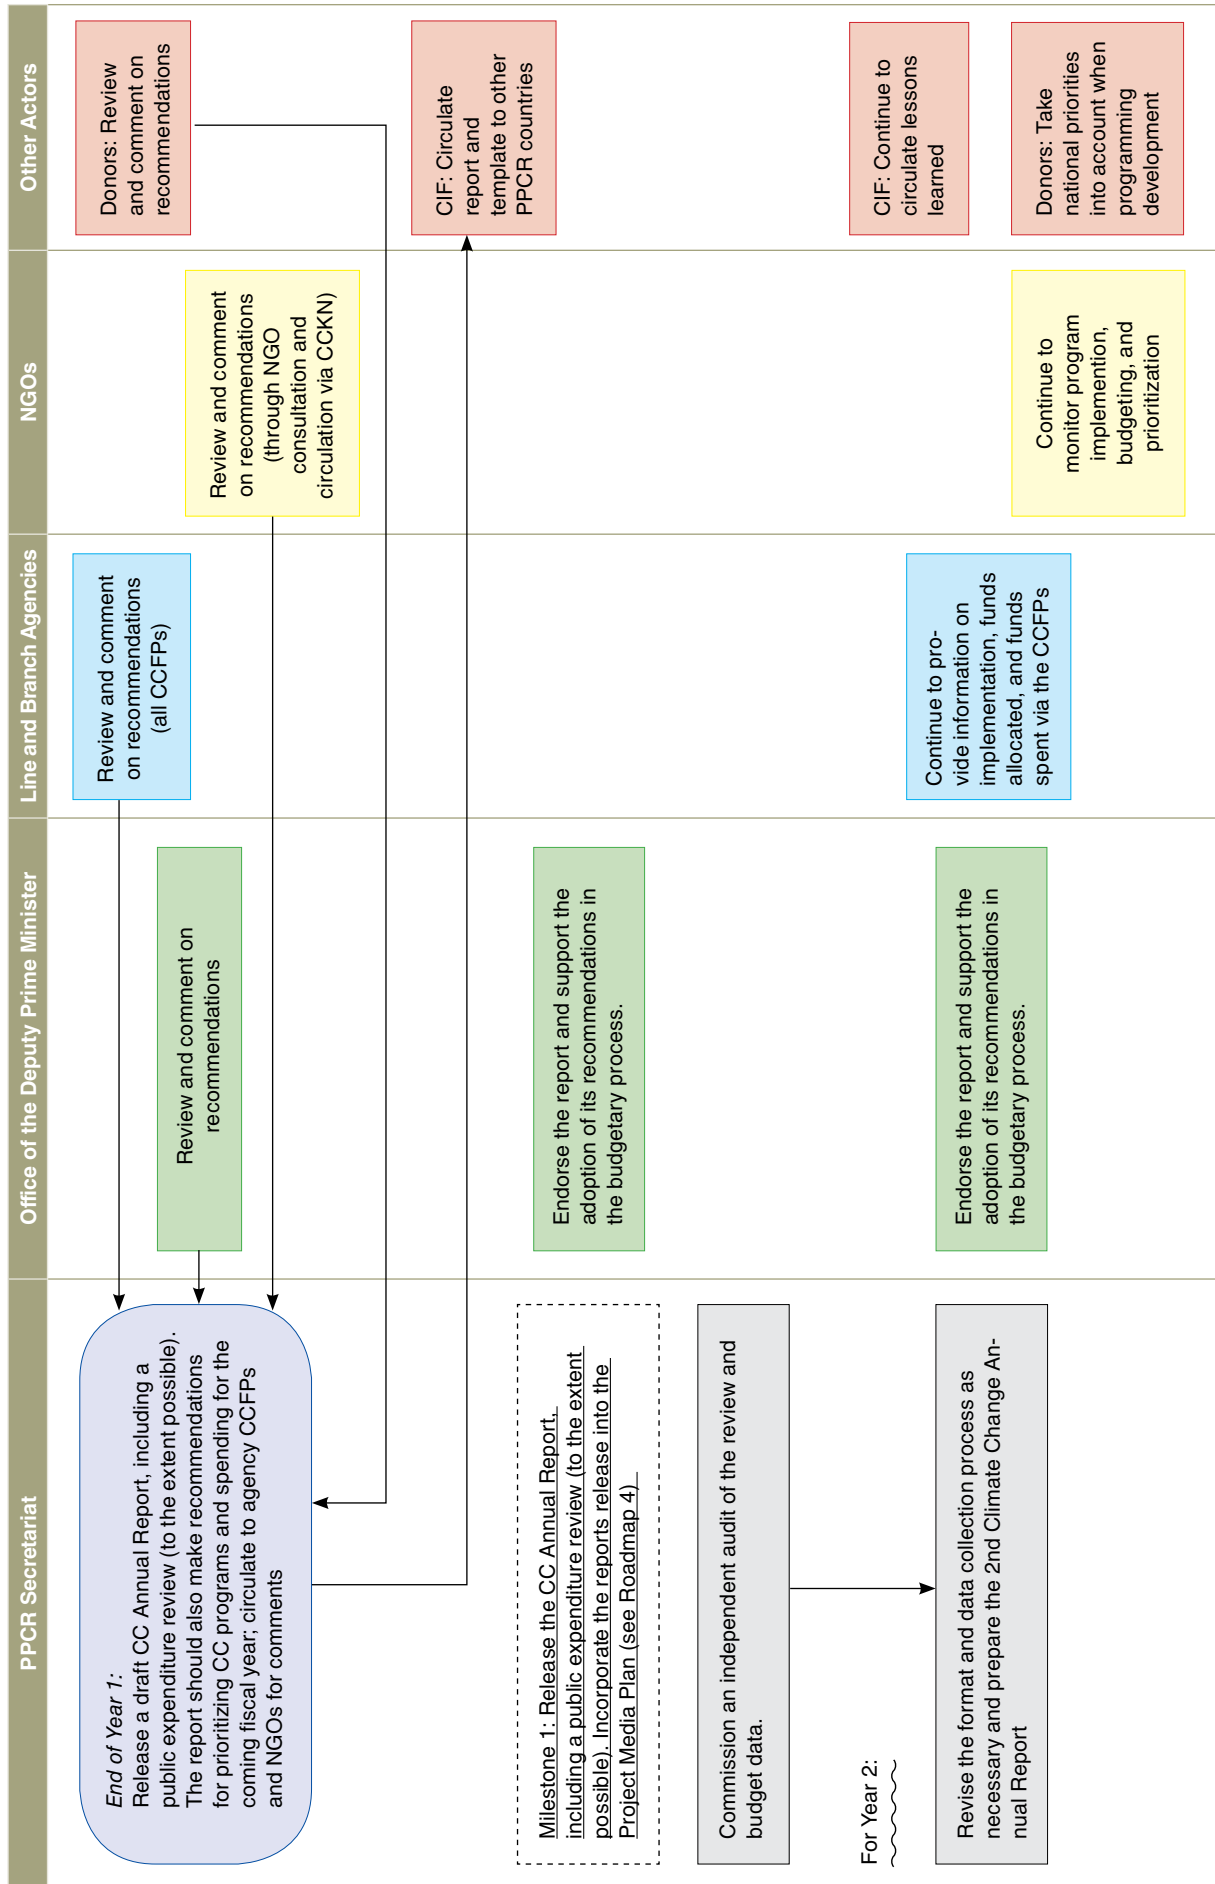 PPCR Secretariat
Office of the Deputy Prime Minister
Line and Branch Agencies
NGOs
Other Actors
End of Year 1:
Release a draft CC Annual Report, including a
public expenditure review (to the extent possible).
The report should also make recommendations
for prioritizing CC programs and spending for the
coming fiscal year; circulate to agency CCFPs
and NGOs for comments
Review and comment on
recommendations
Review and comment
on recommendations
(all CCFPs)
Review and comment
on recommendations
(through NGO
consultation and
circulation via CCKN)
Donors: Review
and comment on
recommendations
CIF: Circulate
report and
template to other
PPCR countries
Milestone 1: Release the CC Annual Report,
including a public expenditure review (to the extent
possible). Incorporate the reports release into the
Project Media Plan (see Roadmap 4)
Endorse the report and support the
adoption of its recommendations in
the budgetary process.
Commission an independent audit of the review and
budget data.
For Year 2:
Revise the format and data collection process as
necessary and prepare the 2nd Climate Change An-
nual Report
Endorse the report and support the
adoption of its recommendations in
the budgetary process.
Continue to pro-
vide information on
implementation, funds
allocated, and funds
spent via the CCFPs
Continue to
monitor program
implemention,
budgeting, and
prioritization
CIF: Continue to
circulate lessons
learned
Donors: Take
national priorities
into account when
programming
development